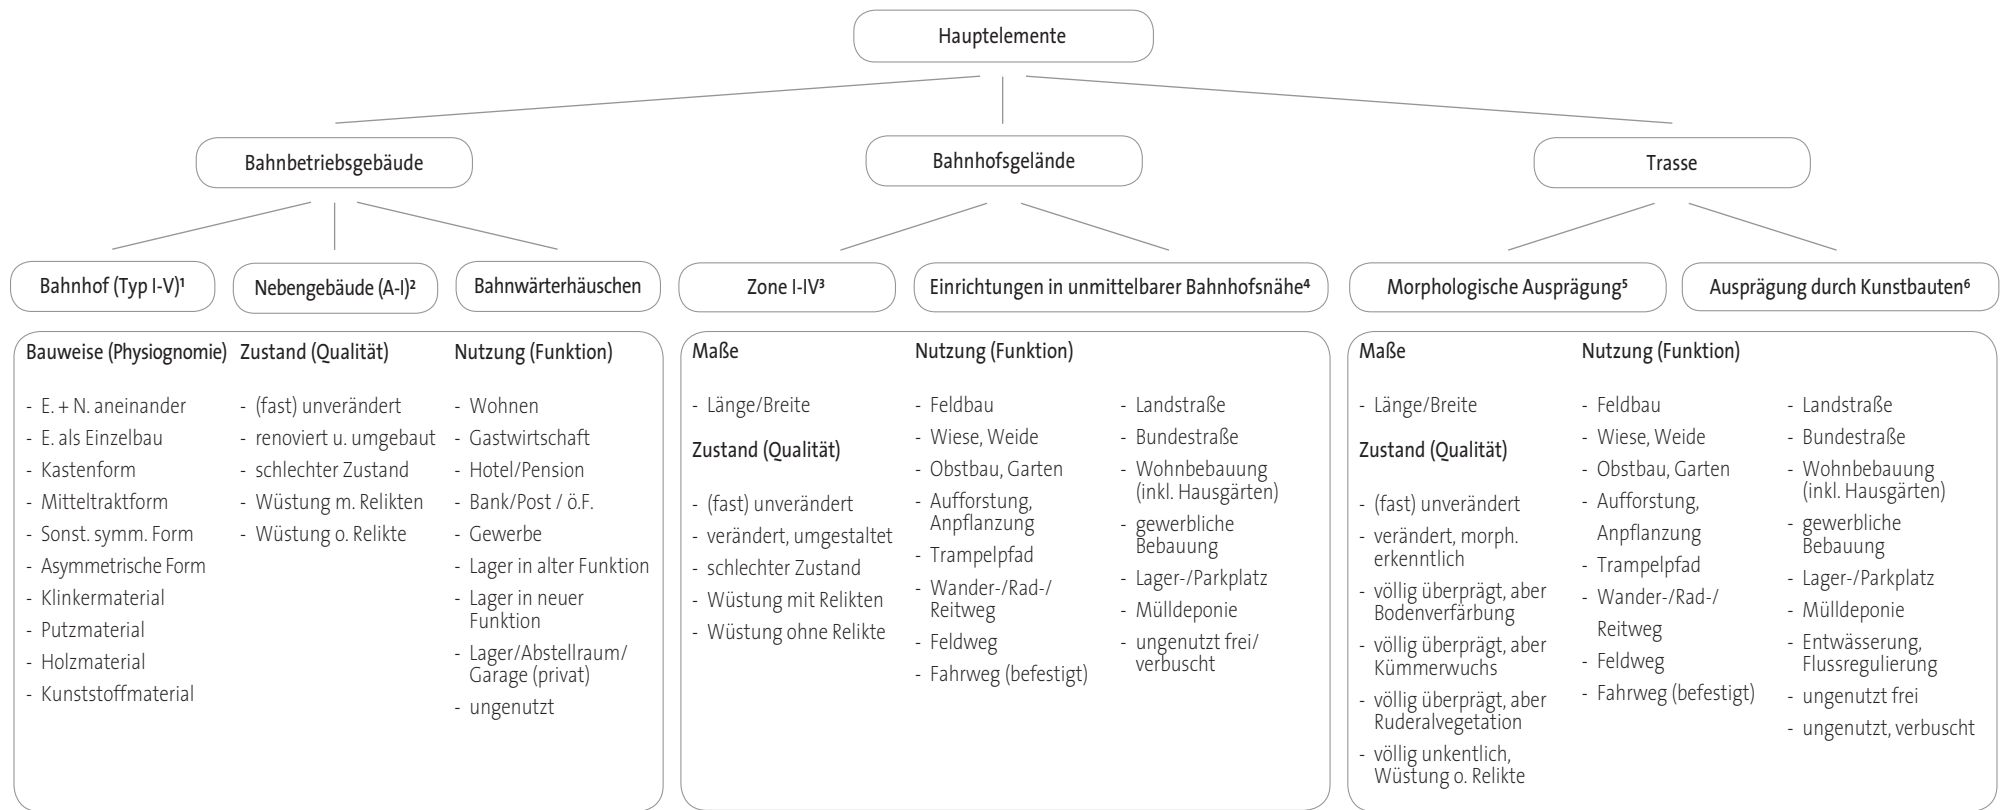 Hauptelemente
Bahnbetriebsgebäude
Bahnhofsgelände
Trasse
Bahnhof (Typ I-V)¹
Nebengebäude (A-I)²
Bahnwärterhäuschen
Zone I-IV³
Einrichtungen in unmittelbarer Bahnhofsnähe⁴
Morphologische Ausprägung⁵
Ausprägung durch Kunstbauten⁶
Bauweise (Physiognomie)
- E. + N. aneinander
- E. als Einzelbau
- Kastenform
- Mitteltraktform
- Sonst. symm. Form
- Asymmetrische Form
- Klinkermaterial
- Putzmaterial
- Holzmaterial
- Kunststoffmaterial
Zustand (Qualität)
- (fast) unverändert
- renoviert u. umgebaut
- schlechter Zustand
- Wüstung m. Relikten
- Wüstung o. Relikte
Nutzung (Funktion)
- Wohnen
- Gastwirtschaft
- Hotel/Pension
- Bank/Post / ö.F.
- Gewerbe
- Lager in alter Funktion
- Lager in neuer
Funktion
- Lager/Abstellraum/
Garage (privat)
- ungenutzt
Maße
- Länge/Breite
Zustand (Qualität)
- (fast) unverändert
- verändert, umgestaltet
- schlechter Zustand
- Wüstung mit Relikten
- Wüstung ohne Relikte
Nutzung (Funktion)
- Feldbau
- Wiese, Weide
- Obstbau, Garten
- Aufforstung,
Anpflanzung
- Trampelpfad
- Wander-/Rad-/
Reitweg
- Feldweg
- Fahrweg (befestigt)
- Landstraße
- Bundestraße
- Wohnbebauung
(inkl. Hausgärten)
- gewerbliche
Bebauung
- Lager-/Parkplatz
- Mülldeponie
- ungenutzt frei/
verbuscht
Maße
- Länge/Breite
Zustand (Qualität)
- (fast) unverändert
- verändert, morph.
erkenntlich
- völlig überprägt, aber
Bodenverfärbung
- völlig überprägt, aber
Kümmerwuchs
- völlig überprägt, aber
Ruderalvegetation
- völlig unkentlich,
Wüstung o. Relikte
Nutzung (Funktion)
- Feldbau
- Wiese, Weide
- Obstbau, Garten
- Aufforstung,
Anpflanzung
- Trampelpfad
- Wander-/Rad-/
Reitweg
- Feldweg
- Fahrweg (befestigt)
- Landstraße
- Bundestraße
- Wohnbebauung
(inkl. Hausgärten)
- gewerbliche
Bebauung
- Lager-/Parkplatz
- Mülldeponie
- Entwässerung,
Flussregulierung
- ungenutzt frei
- ungenutzt, verbuscht